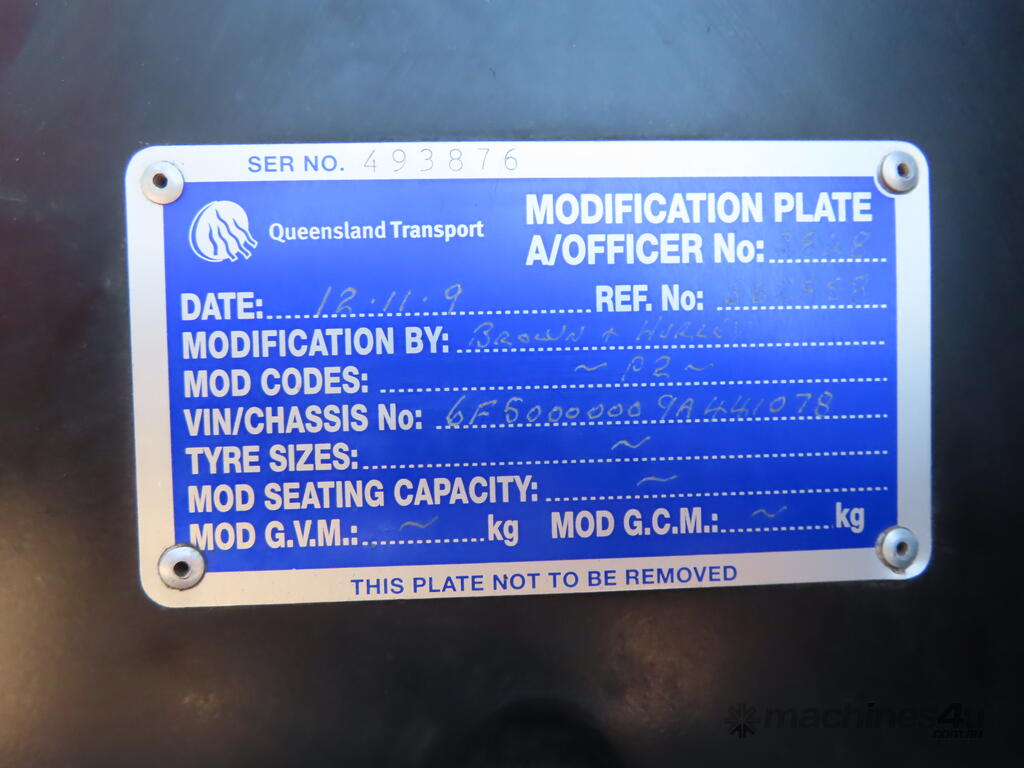 SER NO. 493876
Queensland Transport
MODIFICATION PLATE
A/OFFICER No:
DATE: 12.11.9 REF. No:
MODIFICATION BY: BROWN + HURLEY
MOD CODES: ~ P2 ~
VIN/CHASSIS No: 6F50000009A441078
TYRE SIZES: ~
MOD SEATING CAPACITY: ~
MOD G.V.M.: ~ kg MOD G.C.M.: ~ kg
THIS PLATE NOT TO BE REMOVED
machines4u
.com.au